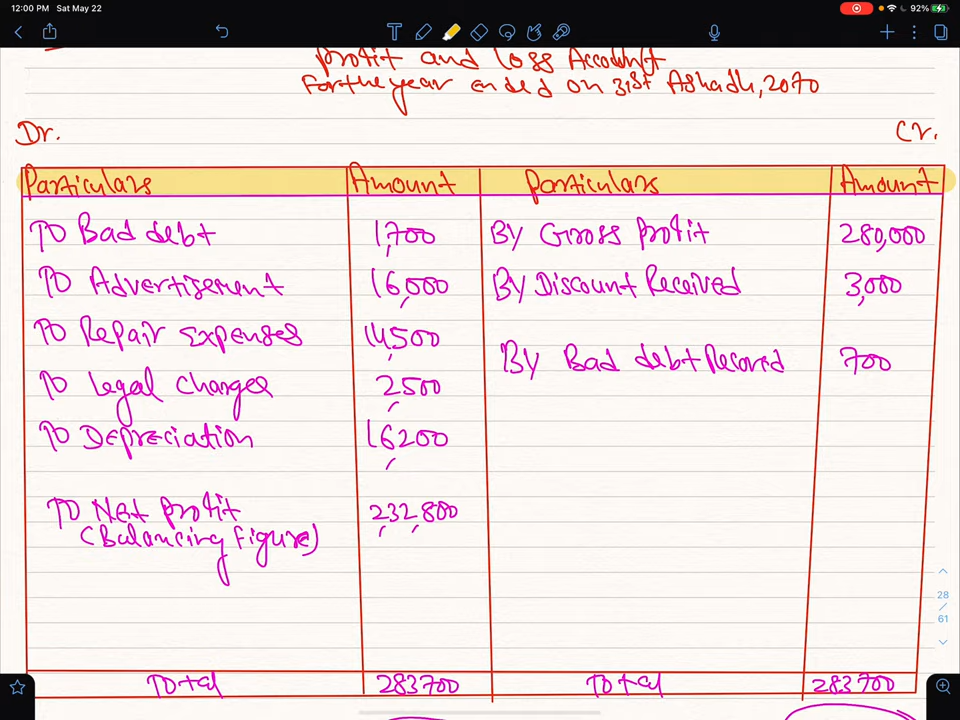 12:00 PM Sat May 22
92%
T
profit and loss Account
For the year ended on 31st Ashadh, 2070
Dr. Cr.
Particulars Amount Particulars Amount
To Bad debt 1,700 By Gross profit 280,000
To Advertisement 16,000 By Discount Received 3,000
To Repair Expenses 14,500
By Bad debt Recovred 700
To Legal Charges 2,500
To Depreciation 16,200
To Net profit 232,800
(Balancing Figure)
28
/
61
Total 283700 Total 283700